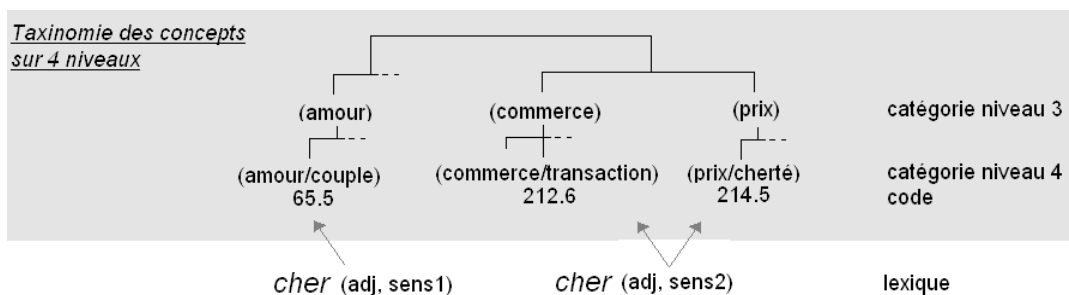 Taxinomie des concepts
sur 4 niveaux
(amour) (commerce) (prix) catégorie niveau 3
(amour/couple) (commerce/transaction) (prix/cherté) catégorie niveau 4
65.5 212.6 214.5 code
cher (adj, sens1) cher (adj, sens2) lexique